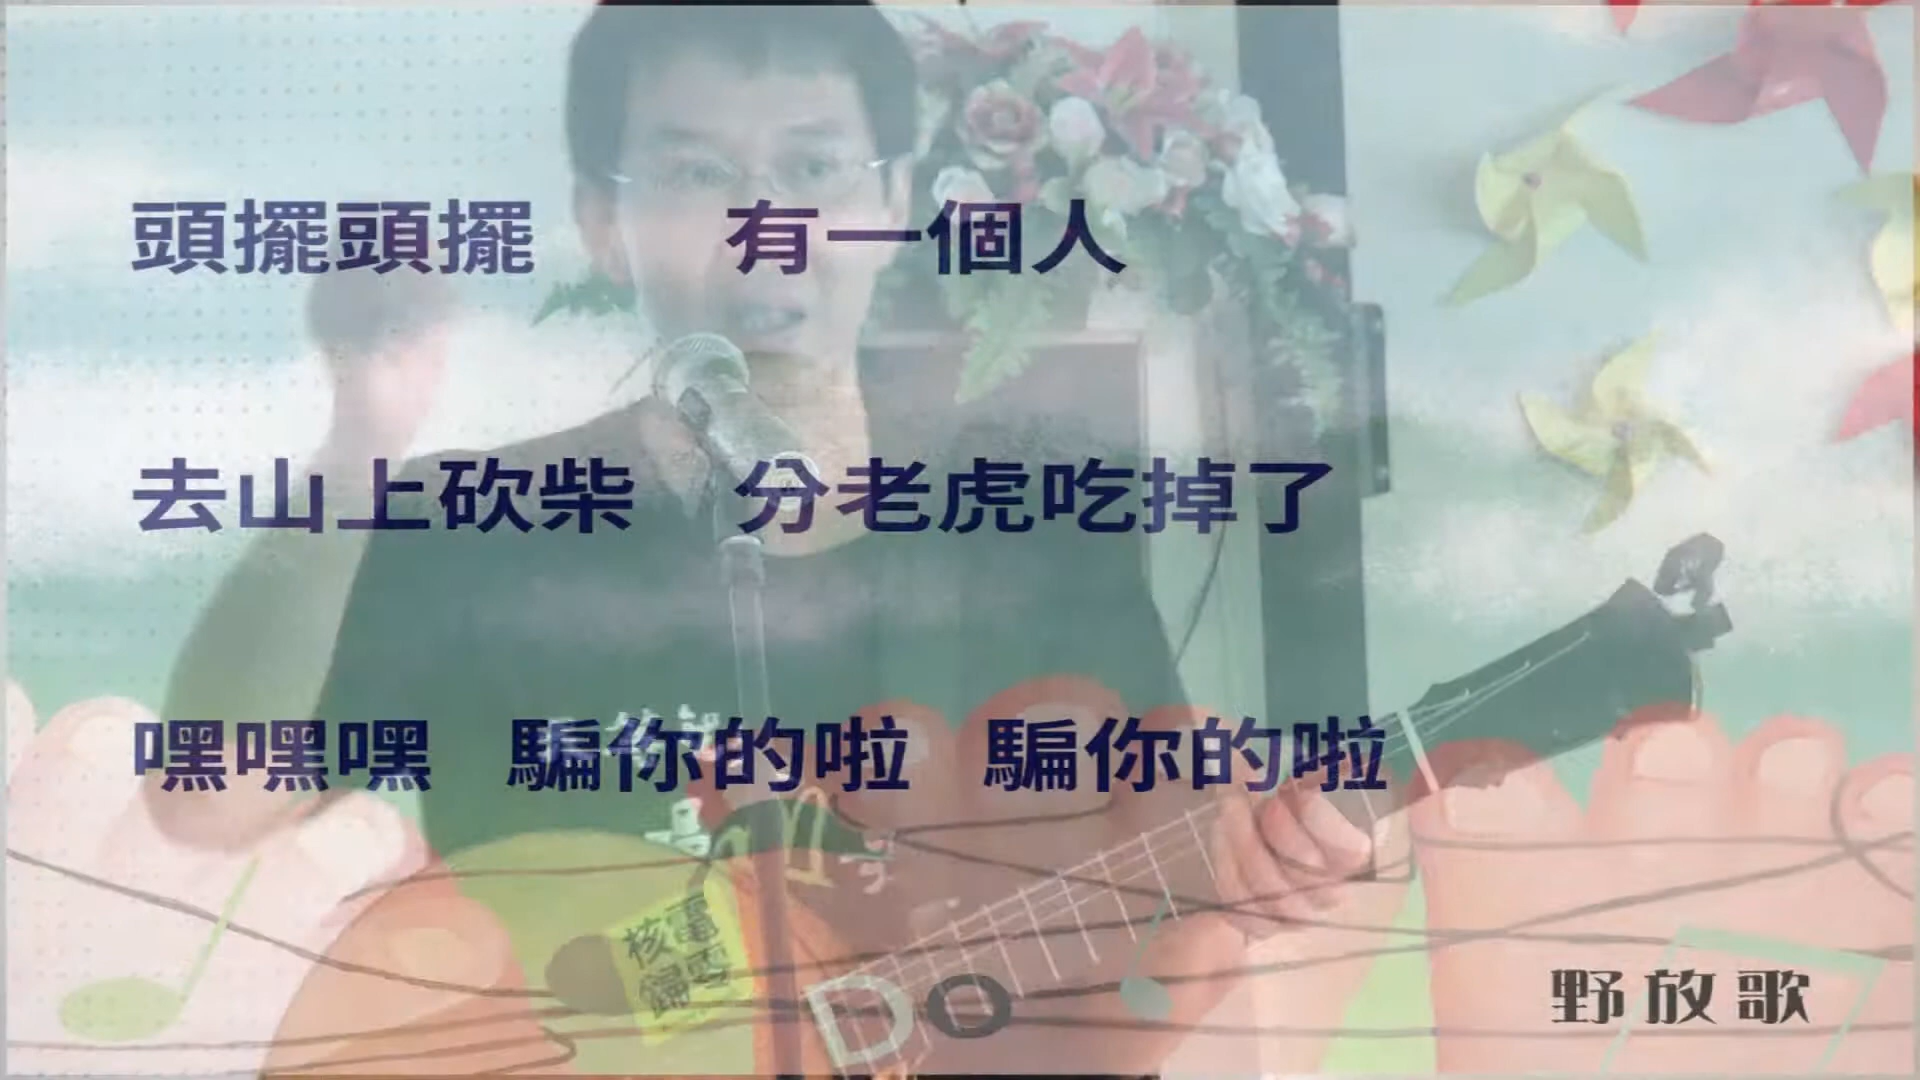 頭擺頭擺 有一個人
去山上砍柴 分老虎吃掉了
嘿嘿嘿 騙你的啦 騙你的啦
核電
歸零
DO
野放歌